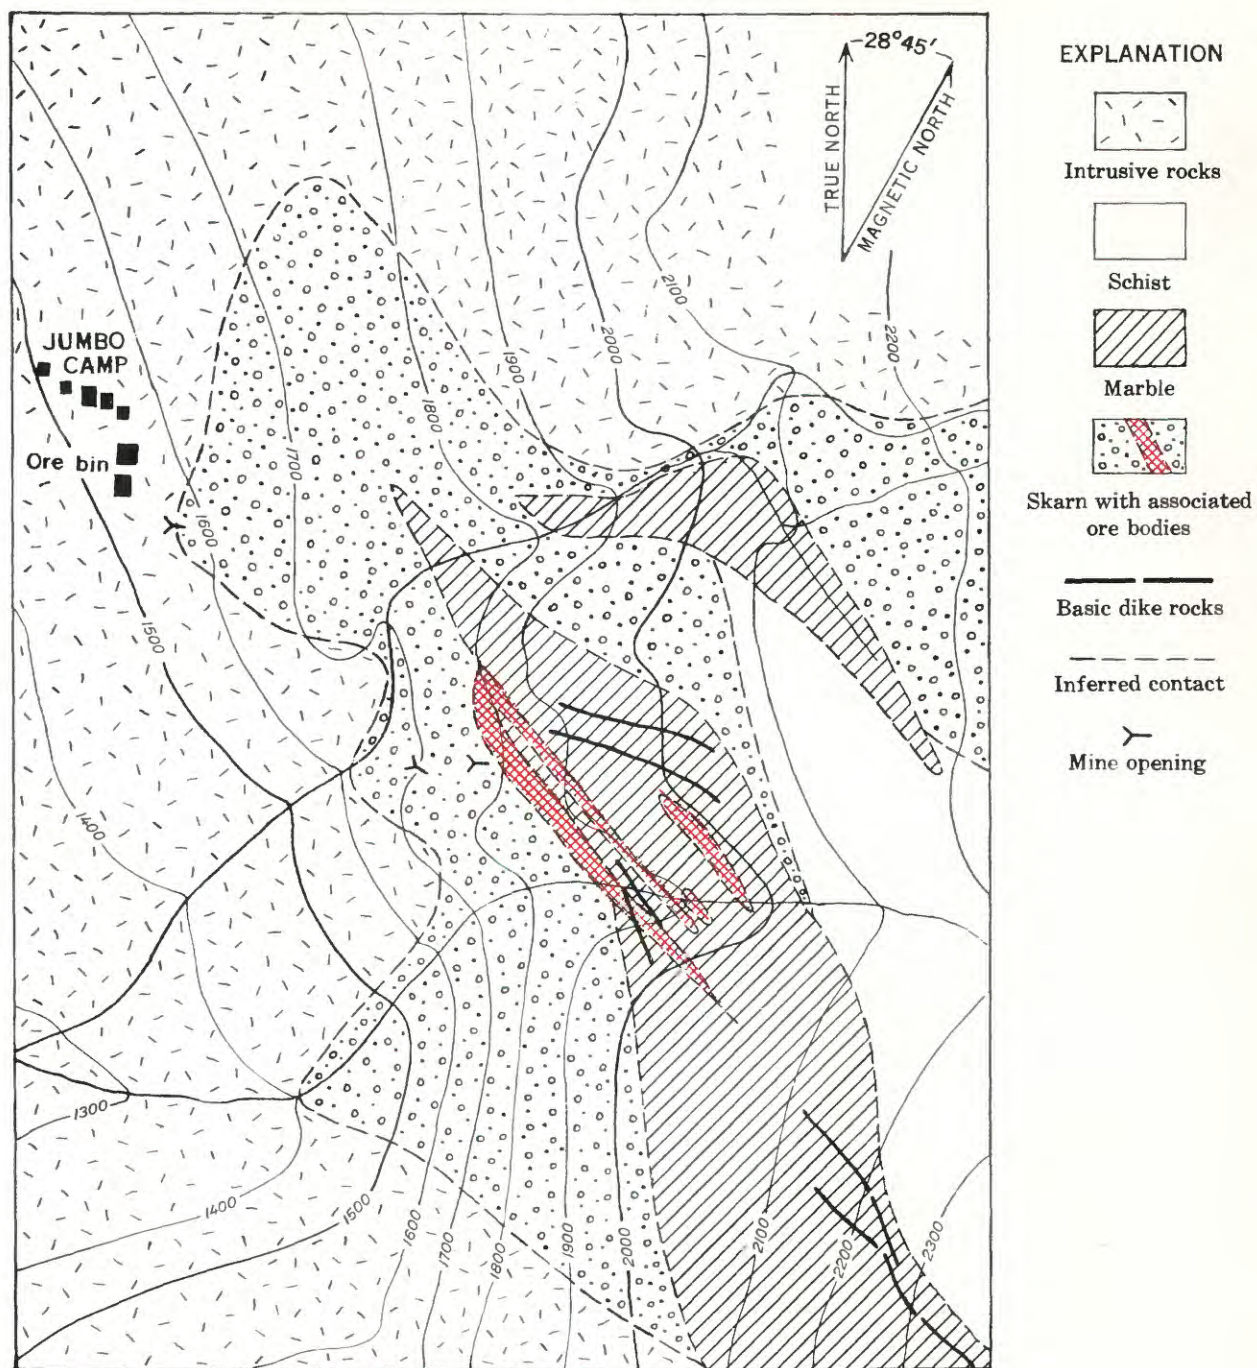 -28°45'
TRUE NORTH
MAGNETIC NORTH
2100
2200
2000
1900
1800
1700
1600
1500
1400
1300
JUMBO
CAMP
Ore bin
1400
1500
1600
1700
1800
1900
2000
2100
2200
2300
EXPLANATION
Intrusive rocks
Schist
Marble
Skarn with associated
ore bodies
Basic dike rocks
Inferred contact
Mine opening